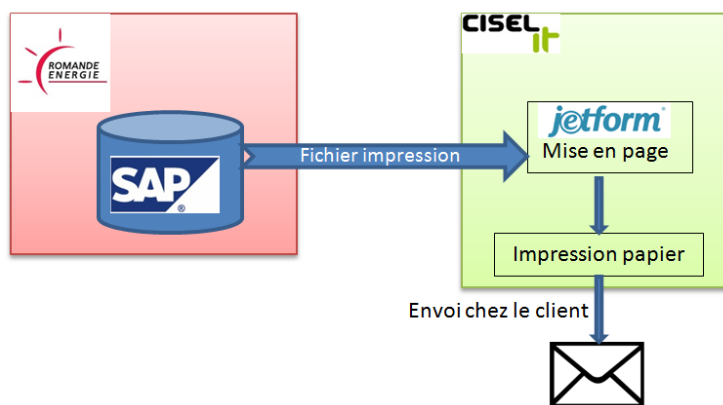 ROMANDE
ENERGIE
SAP
®
Fichier impression
CISEL
it
jetform
Mise en page
Impression papier
Envoi chez le client